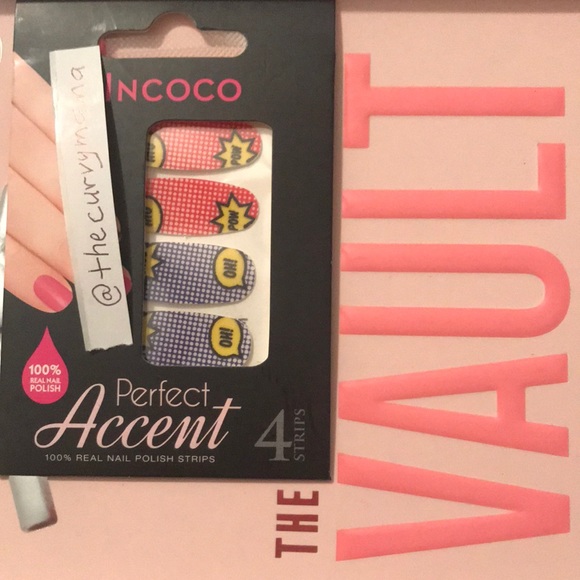 INCOCO
@thecurvymama
POW
POW
OH!
OH!
100%
REAL NAIL
POLISH
Perfect
Accent
100% REAL NAIL POLISH STRIPS
4
STRIPS
THE
VAULT